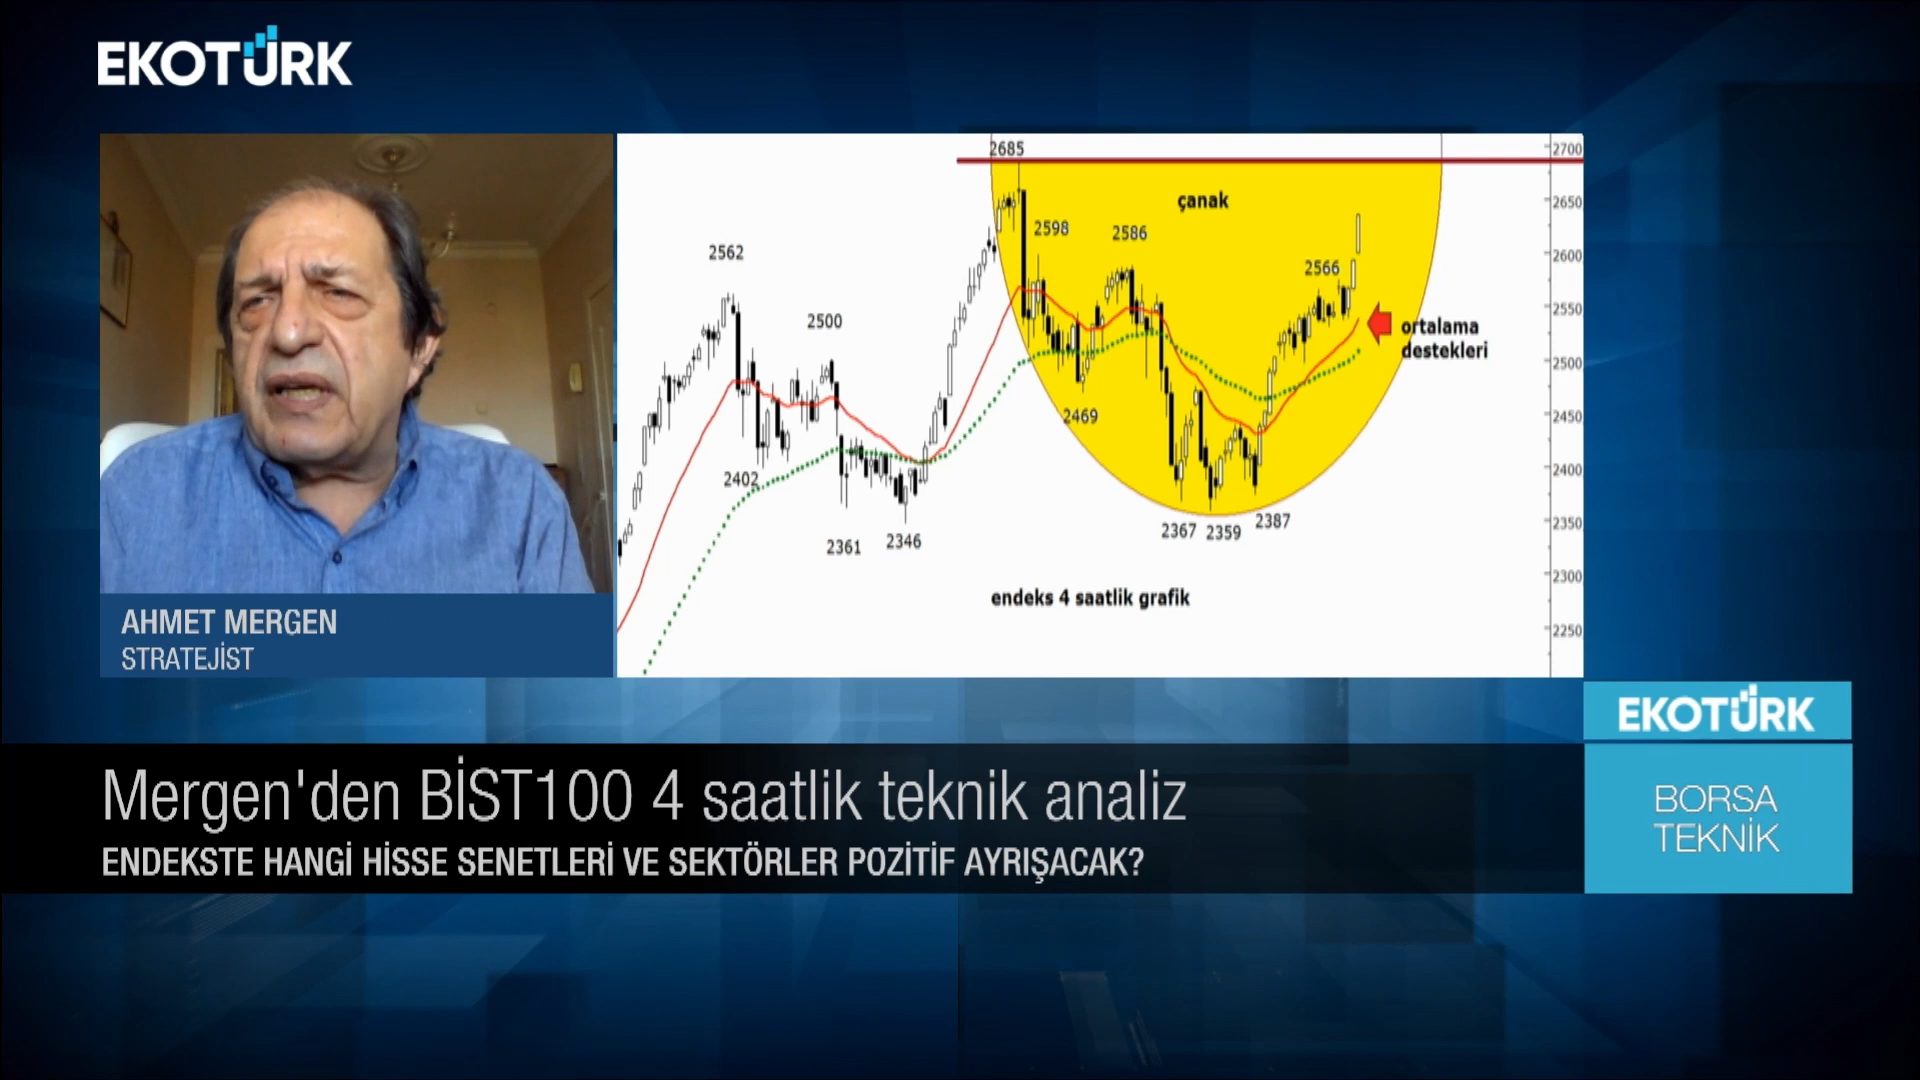 EKOTÜRK
2685
2700
çanak
2650
2598
2586
2562
2600
2566
2550
2500
ortalama
destekleri
2500
2469
2450
2402
2400
2387
2367
2359
2350
2361
2346
2300
endeks 4 saatlik grafik
2250
AHMET MERGEN
STRATEJİST
EKOTÜRK
Mergen'den BİST100 4 saatlik teknik analiz
ENDEKSTE HANGİ HİSSE SENETLERİ VE SEKTÖRLER POZİTİF AYRIŞACAK?
BORSA
TEKNİK